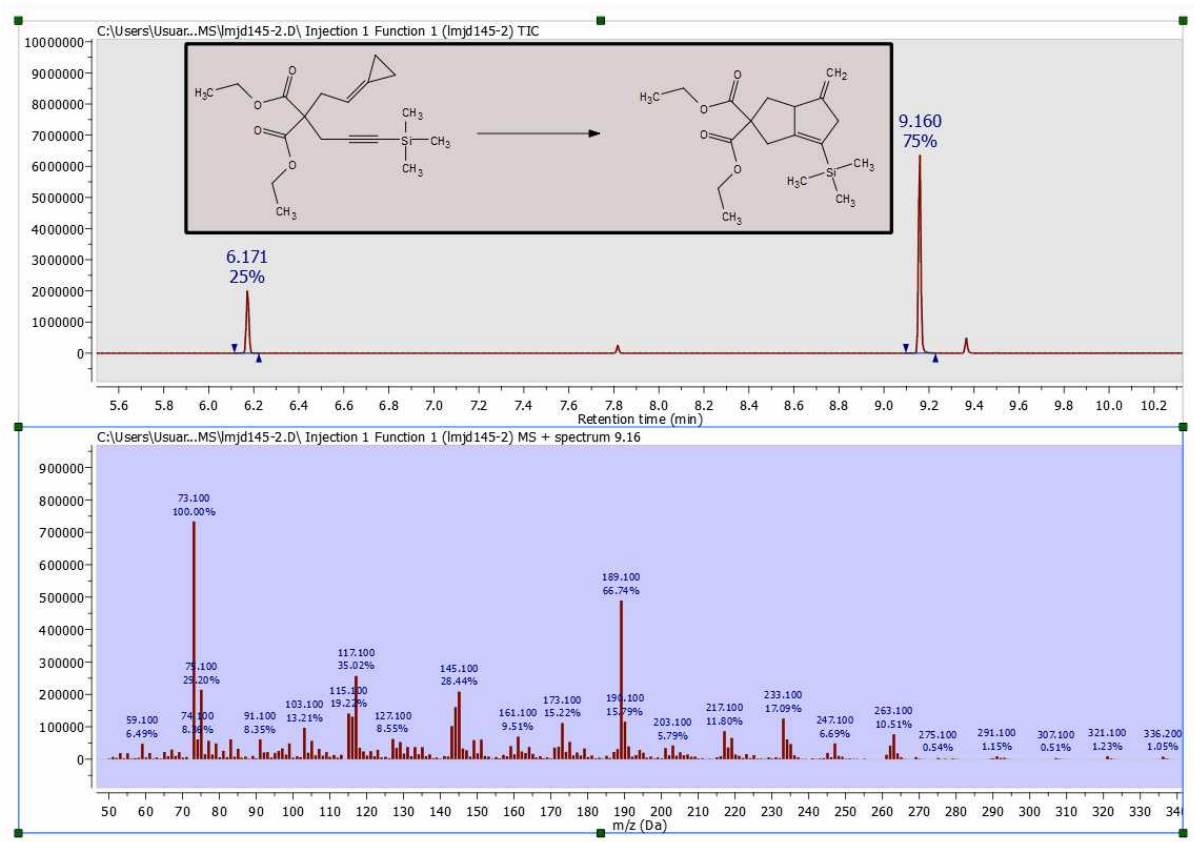 C:\Users\Usuar...MS\lmjd145-2.D\ Injection 1 Function 1 (lmjd145-2) TIC
10000000
9000000
8000000
7000000
6000000
5000000
4000000
3000000
2000000
1000000
0
H₃C
O
O
O
O
CH₃
CH₃
Si
CH₃
CH₃
H₃C
O
O
O
O
CH₃
CH₂
Si
H₃C
CH₃
CH₃
6.171
25%
9.160
75%
5.6 5.8 6.0 6.2 6.4 6.6 6.8 7.0 7.2 7.4 7.6 7.8 8.0 8.2 8.4 8.6 8.8 9.0 9.2 9.4 9.6 9.8 10.0 10.2
Retention time (min)
C:\Users\Usuar...MS\lmjd145-2.D\ Injection 1 Function 1 (lmjd145-2) MS + spectrum 9.16
900000
800000
700000
600000
500000
400000
300000
200000
100000
0
59.100
6.49%
73.100
100.00%
74.100
75.100
29.20%
91.100
8.35%
103.100
13.21%
115.100
19.22%
117.100
35.02%
127.100
8.55%
145.100
28.44%
161.100
9.51%
173.100
15.22%
189.100
66.74%
190.100
15.79%
203.100
5.79%
217.100
11.80%
233.100
17.09%
247.100
6.69%
263.100
10.51%
275.100
0.54%
291.100
1.15%
307.100
0.51%
321.100
1.23%
336.200
1.05%
50 60 70 80 90 100 110 120 130 140 150 160 170 180 190 200 210 220 230 240 250 260 270 280 290 300 310 320 330
m/z (Da)